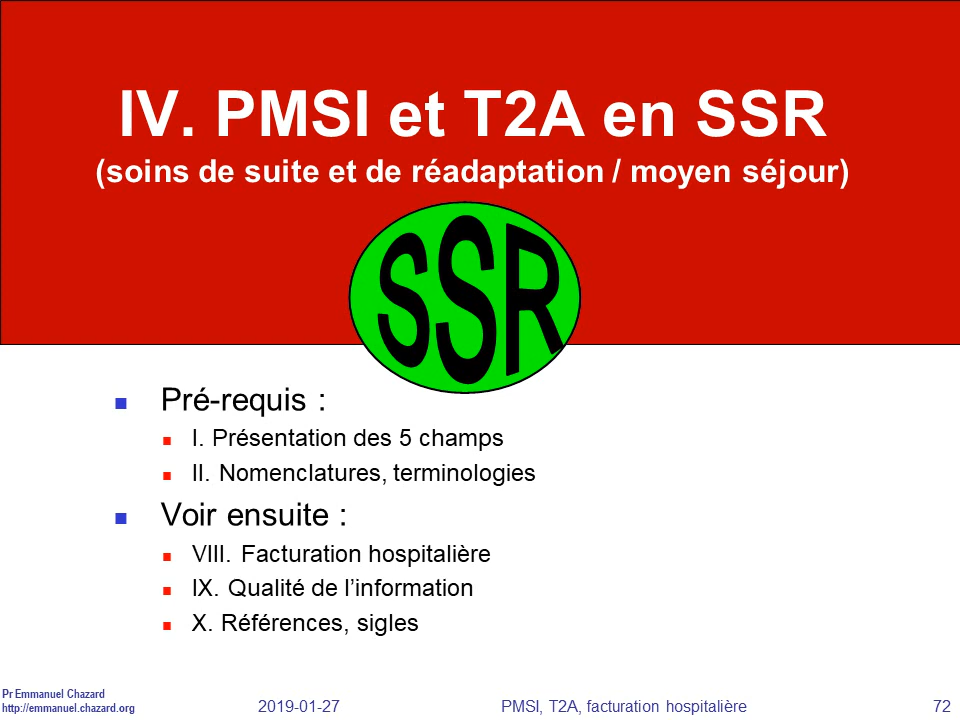 IV. PMSI et T2A en SSR
(soins de suite et de réadaptation / moyen séjour)
SSR
Pré-requis :
I. Présentation des 5 champs
II. Nomenclatures, terminologies
Voir ensuite :
VIII. Facturation hospitalière
IX. Qualité de l’information
X. Références, sigles
Pr Emmanuel Chazard
http://emmanuel.chazard.org
2019-01-27
PMSI, T2A, facturation hospitalière
72